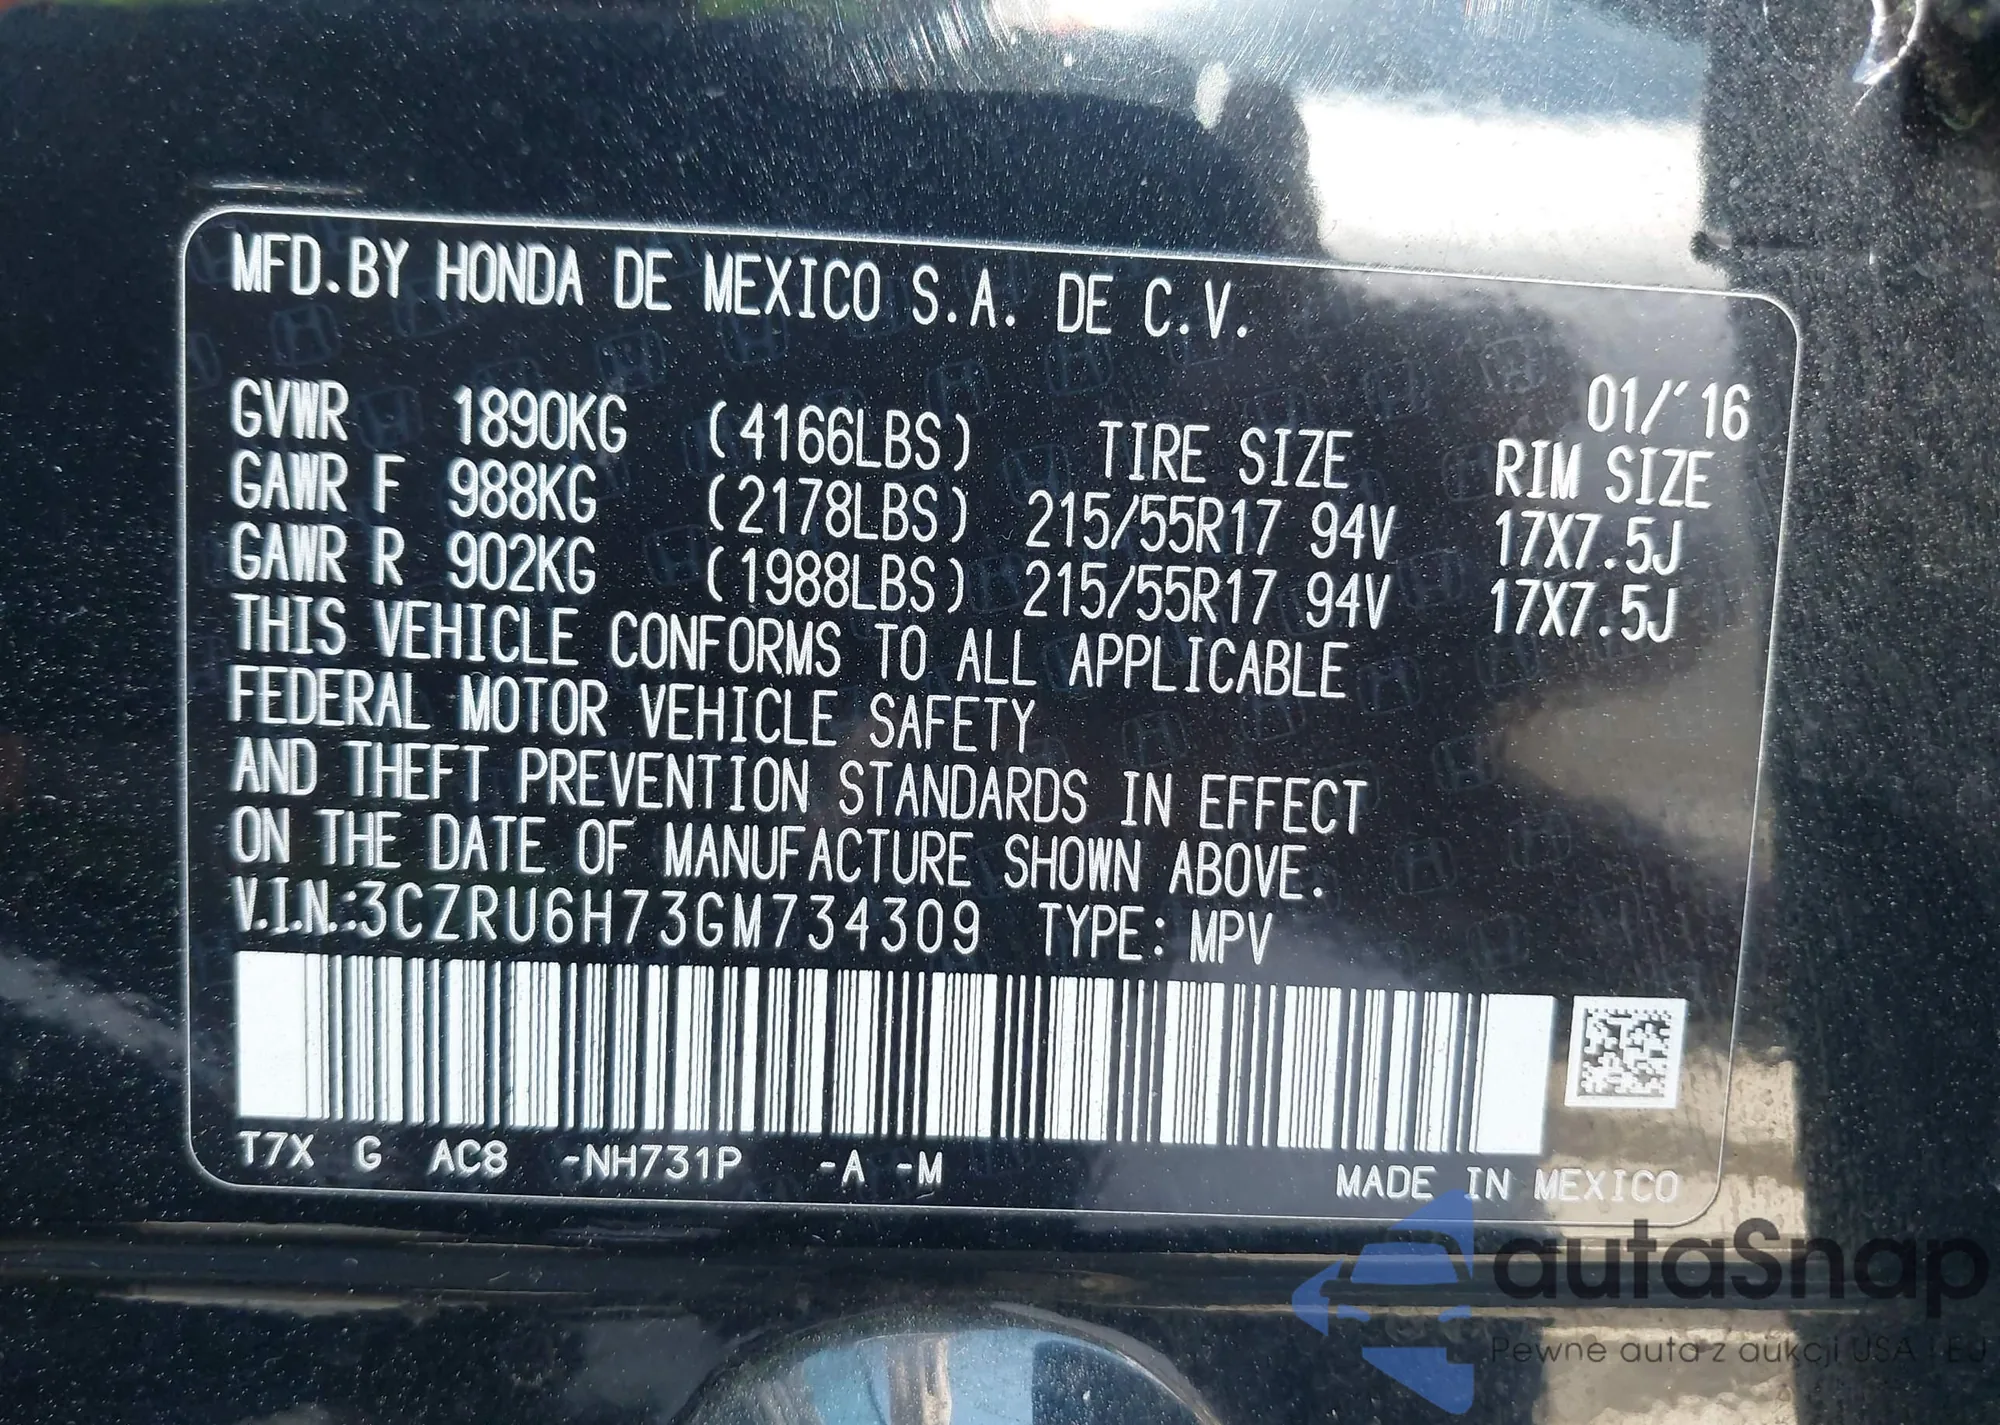 MFD.BY HONDA DE MEXICO S.A. DE C.V.
01/'16
GVWR 1890KG (4166LBS) TIRE SIZE RIM SIZE
GAWR F 988KG (2178LBS) 215/55R17 94V 17X7.5J
GAWR R 902KG (1988LBS) 215/55R17 94V 17X7.5J
THIS VEHICLE CONFORMS TO ALL APPLICABLE
FEDERAL MOTOR VEHICLE SAFETY
AND THEFT PREVENTION STANDARDS IN EFFECT
ON THE DATE OF MANUFACTURE SHOWN ABOVE.
V.I.N.:3CZRU6H73GM734309 TYPE: MPV
T7X G AC8 -NH731P -A -M MADE IN MEXICO
autaSnap
Pewne auta z aukcji USA i EU